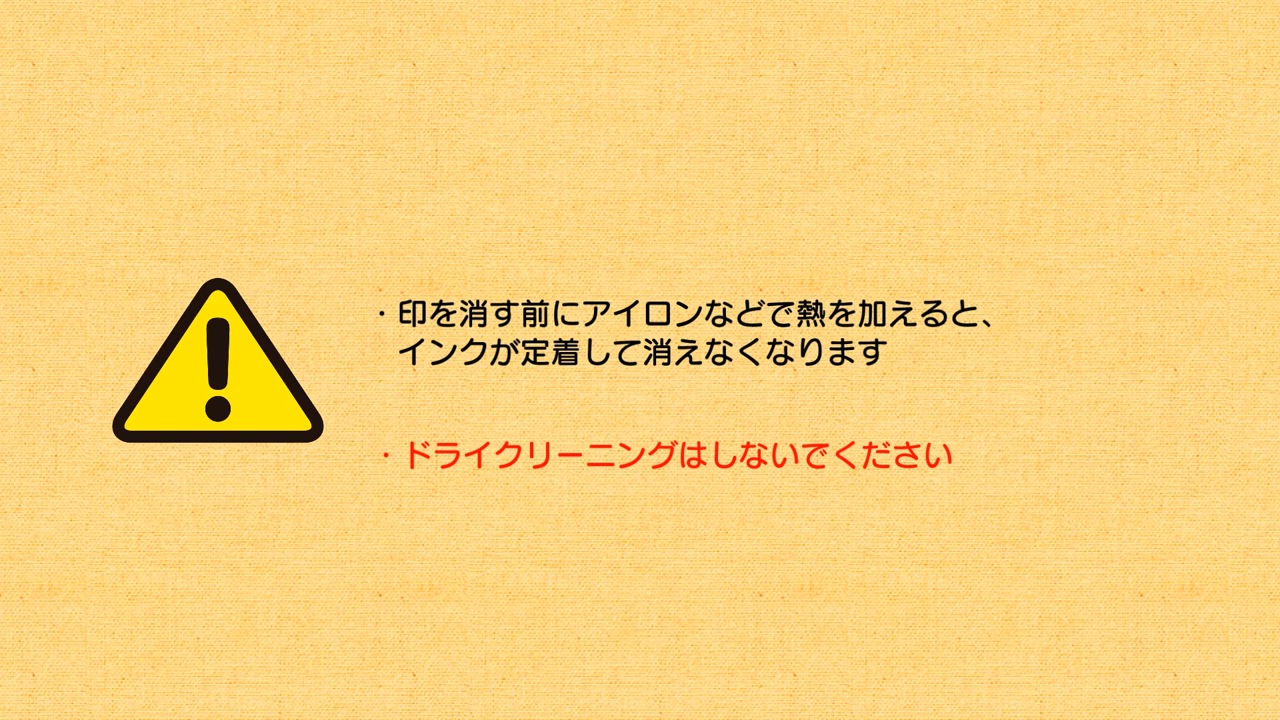 ・印を消す前にアイロンなどで熱を加えると、
インクが定着して消えなくなります
・ドライクリーニングはしないでください